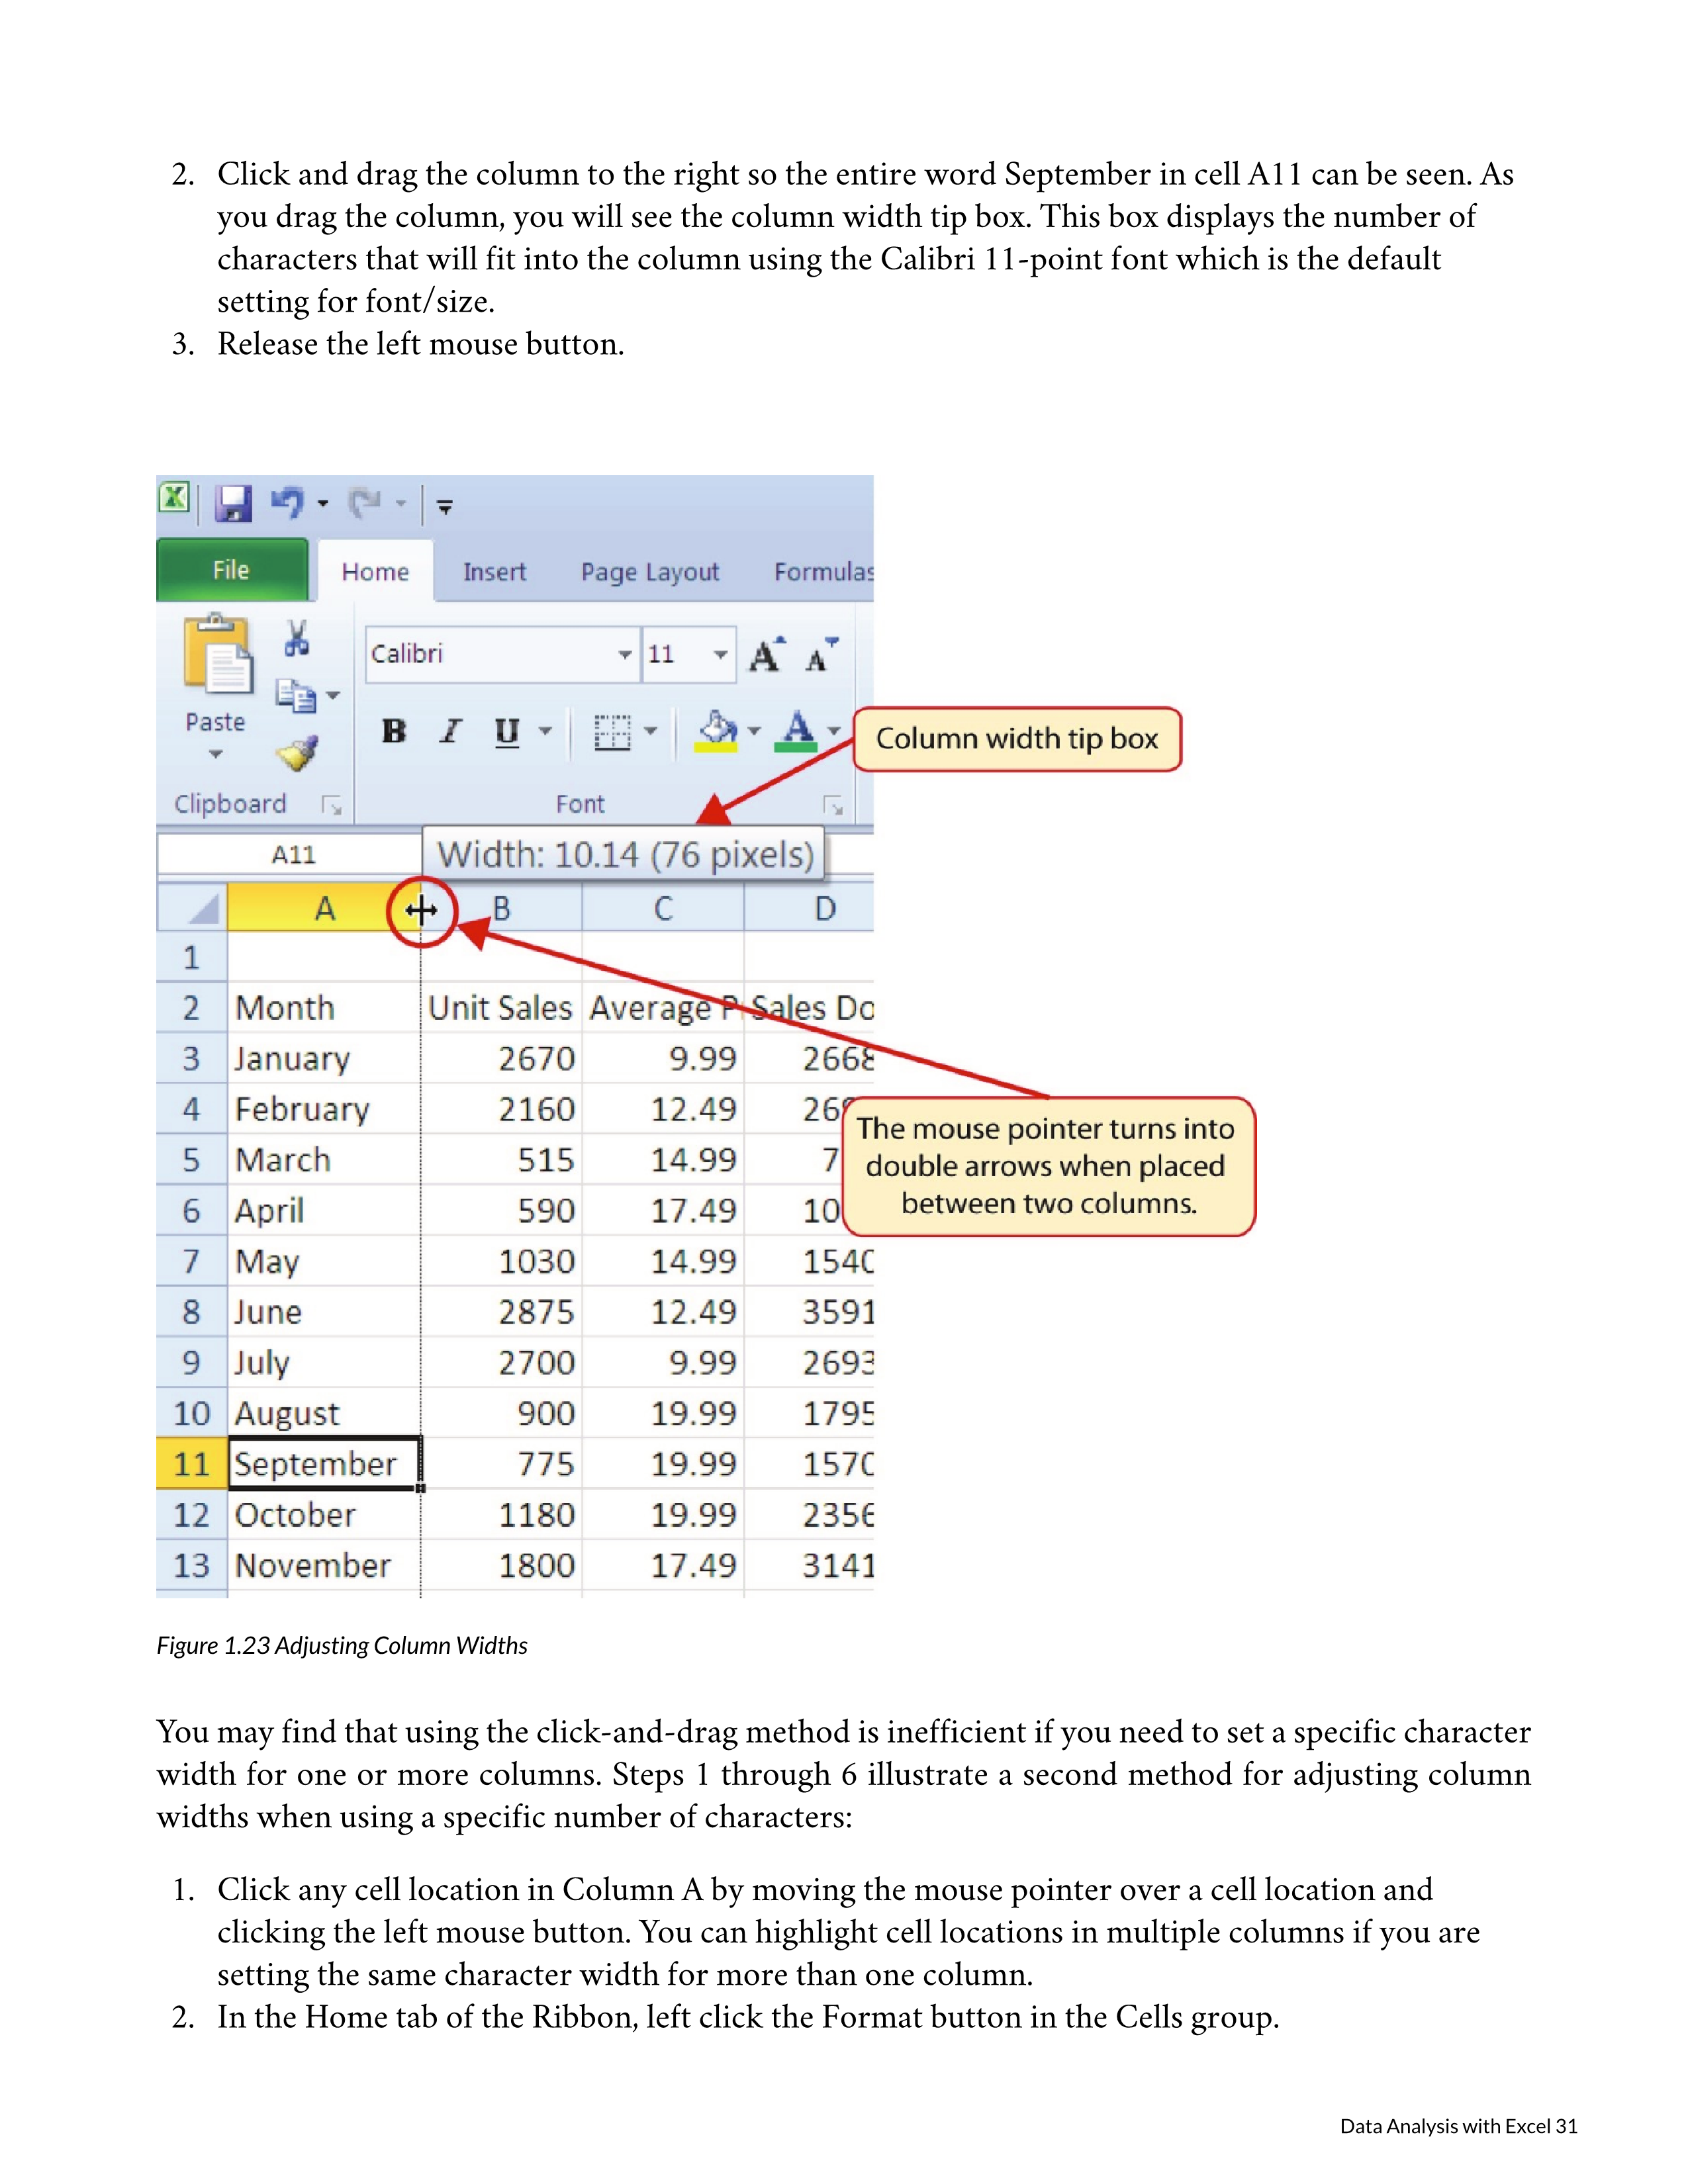 2. Click and drag the column to the right so the entire word September in cell A11 can be seen. As
you drag the column, you will see the column width tip box. This box displays the number of
characters that will fit into the column using the Calibri 11-point font which is the default
setting for font/size.
3. Release the left mouse button.
File Home Insert Page Layout Formulas
Calibri 11 A A
Paste B I U A
Column width tip box
Clipboard Font
A11 Width: 10.14 (76 pixels)
A B C D
1
2 Month Unit Sales Average P Sales Do
3 January 2670 9.99 2668
4 February 2160 12.49 26
5 March 515 14.99 7
6 April 590 17.49 10
The mouse pointer turns into
double arrows when placed
between two columns.
7 May 1030 14.99 1540
8 June 2875 12.49 3591
9 July 2700 9.99 2693
10 August 900 19.99 1795
11 September 775 19.99 1570
12 October 1180 19.99 2356
13 November 1800 17.49 3141
Figure 1.23 Adjusting Column Widths
You may find that using the click-and-drag method is inefficient if you need to set a specific character
width for one or more columns. Steps 1 through 6 illustrate a second method for adjusting column
widths when using a specific number of characters:
1. Click any cell location in Column A by moving the mouse pointer over a cell location and
clicking the left mouse button. You can highlight cell locations in multiple columns if you are
setting the same character width for more than one column.
2. In the Home tab of the Ribbon, left click the Format button in the Cells group.
Data Analysis with Excel 31